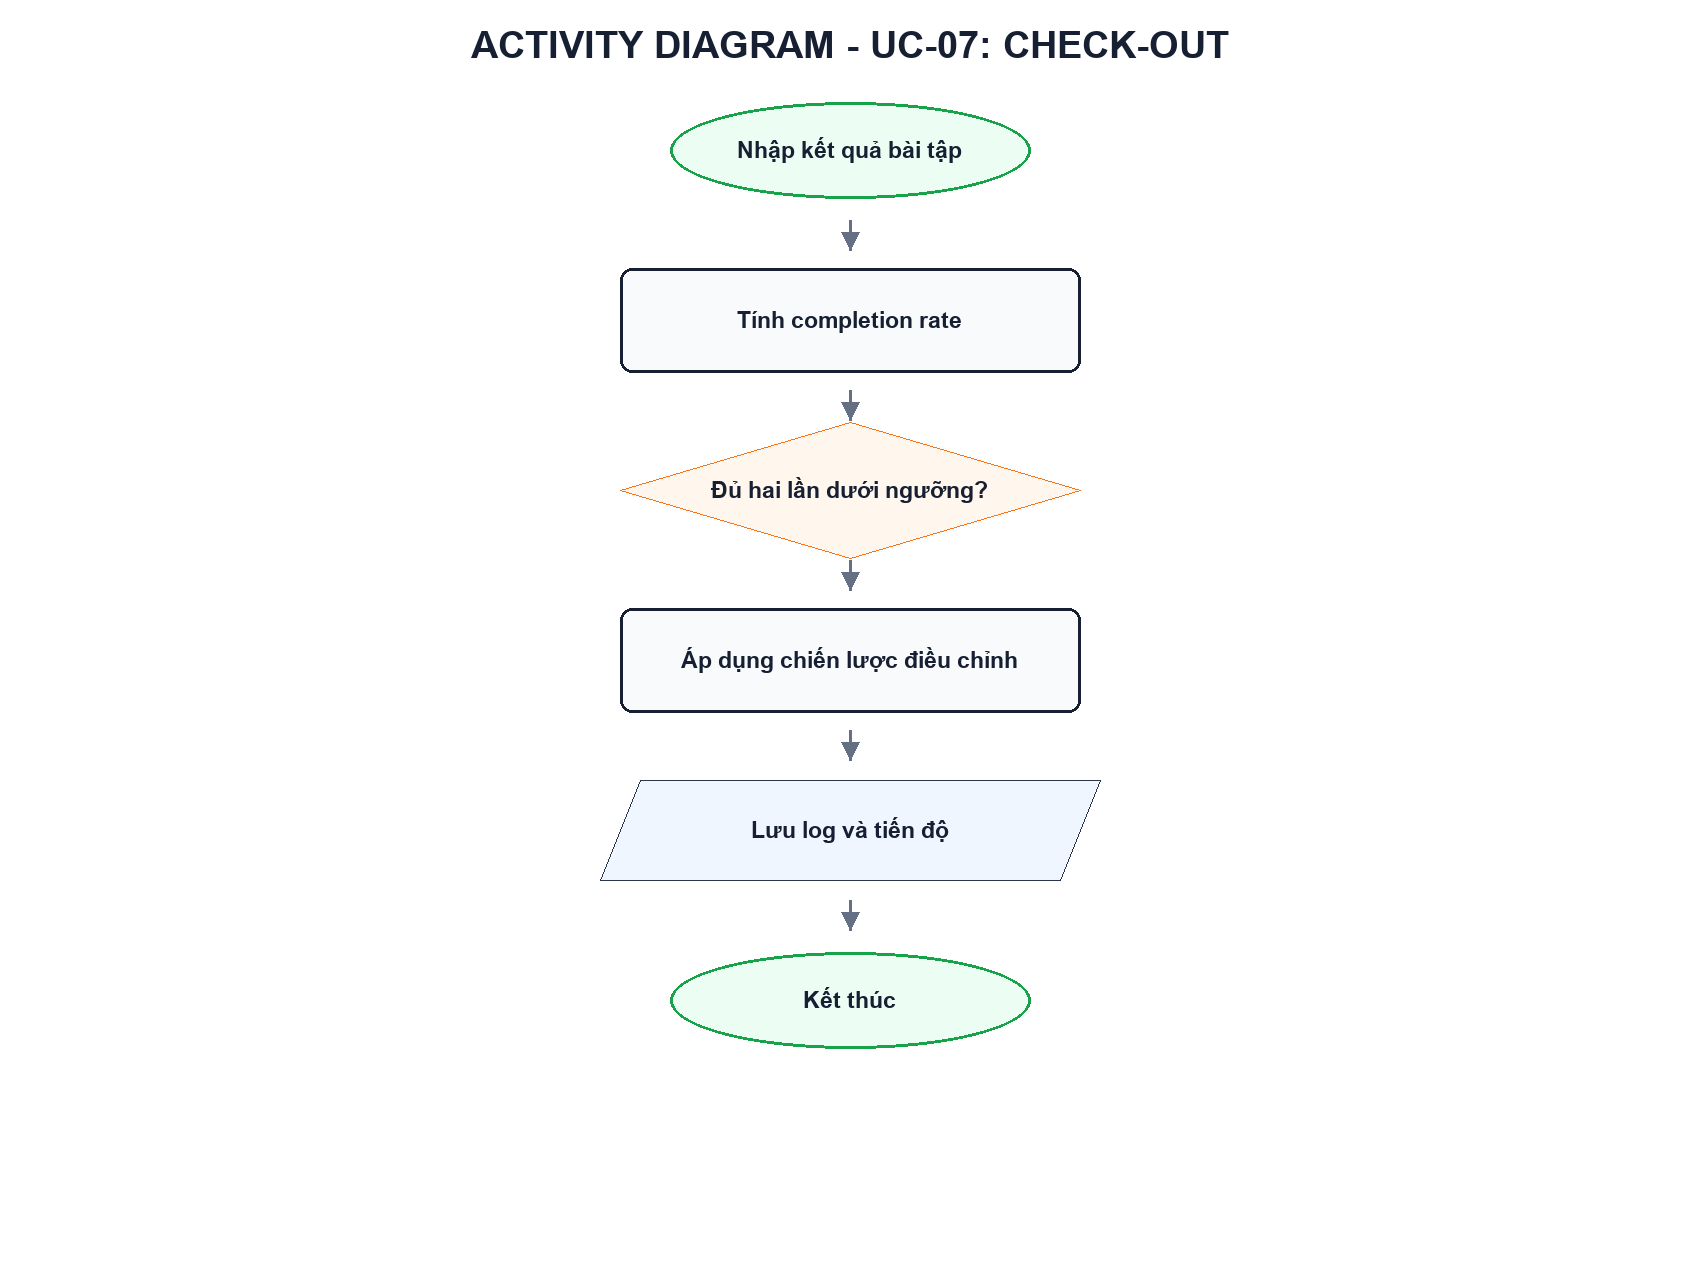 ACTIVITY DIAGRAM - UC-07: CHECK-OUT
Nhập kết quả bài tập
Tính completion rate
Đủ hai lần dưới ngưỡng?
Áp dụng chiến lược điều chỉnh
Lưu log và tiến độ
Kết thúc